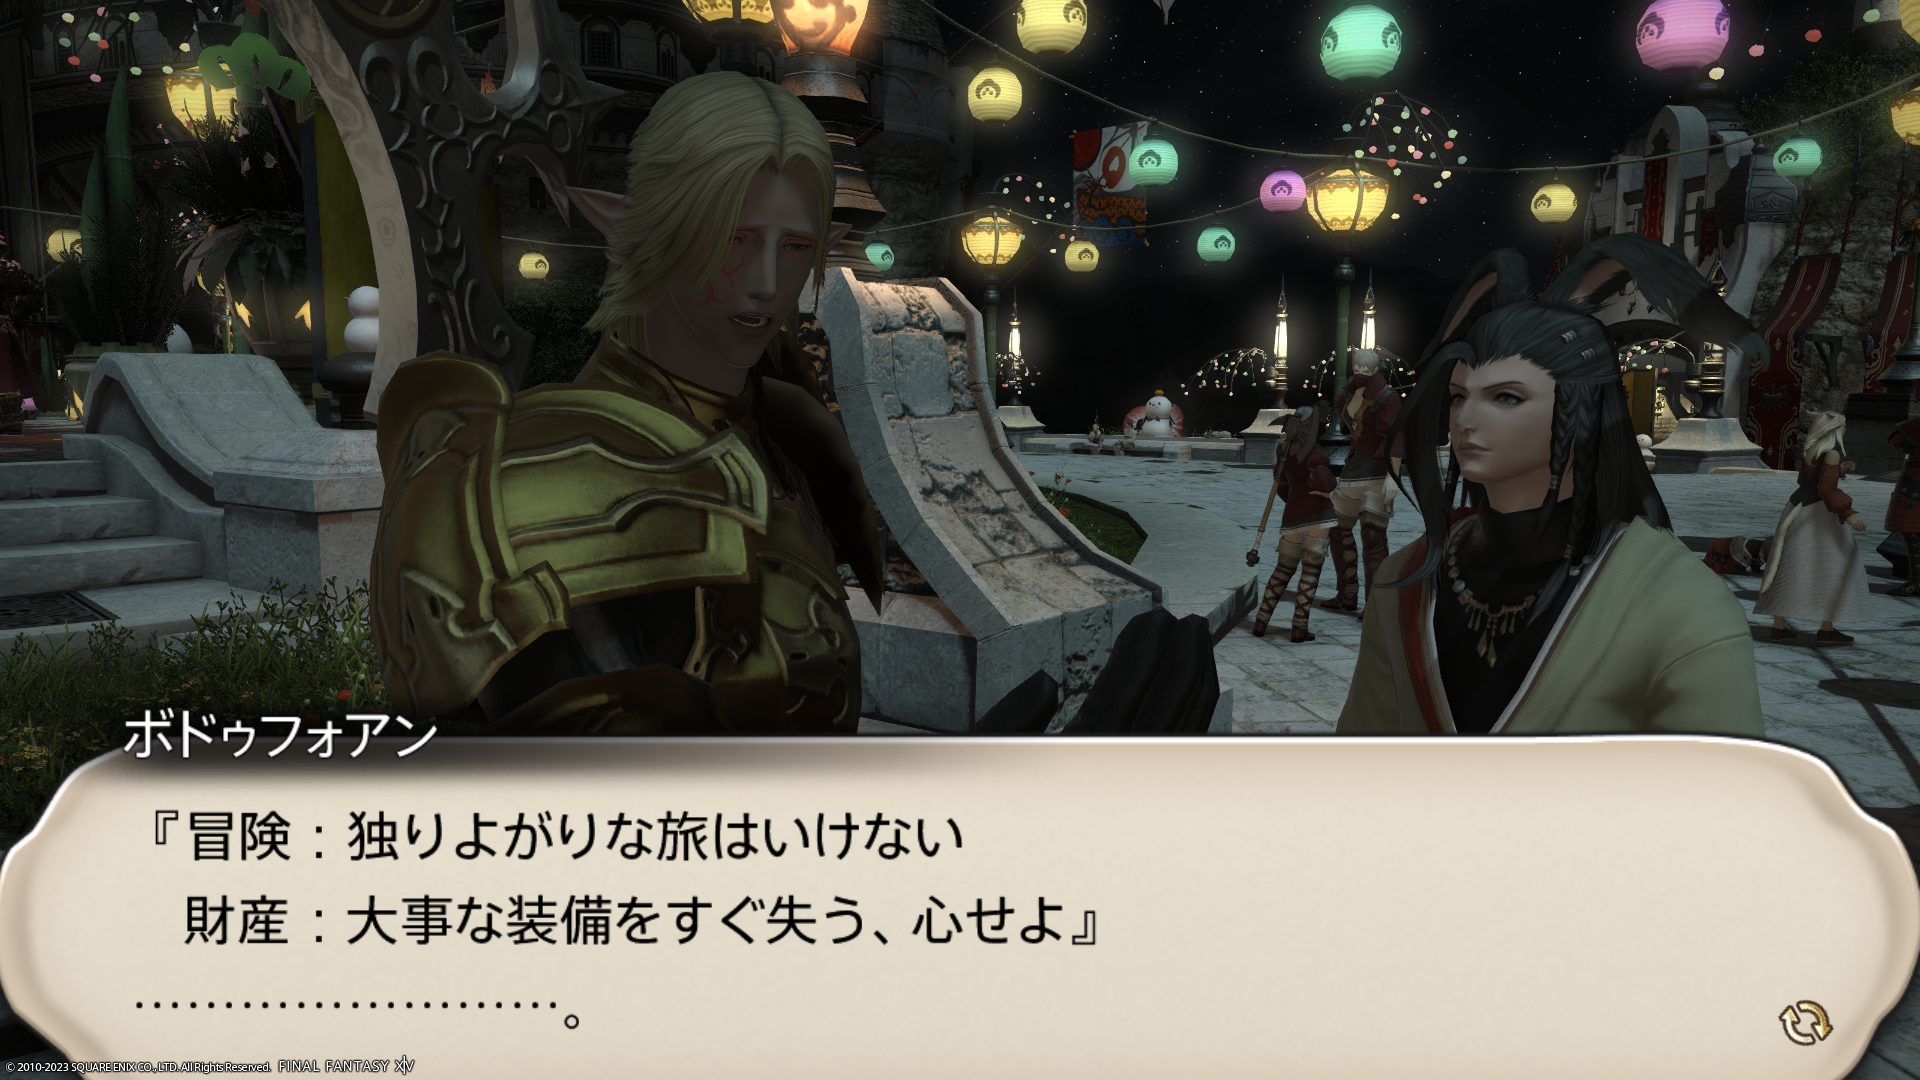 ボドゥフォアン
『冒険：独りよがりな旅はいけない
財産：大事な装備をすぐ失う、心せよ』
………………………。
© 2010-2023 SQUARE ENIX CO., LTD. All Rights Reserved. FINAL FANTASY XIV